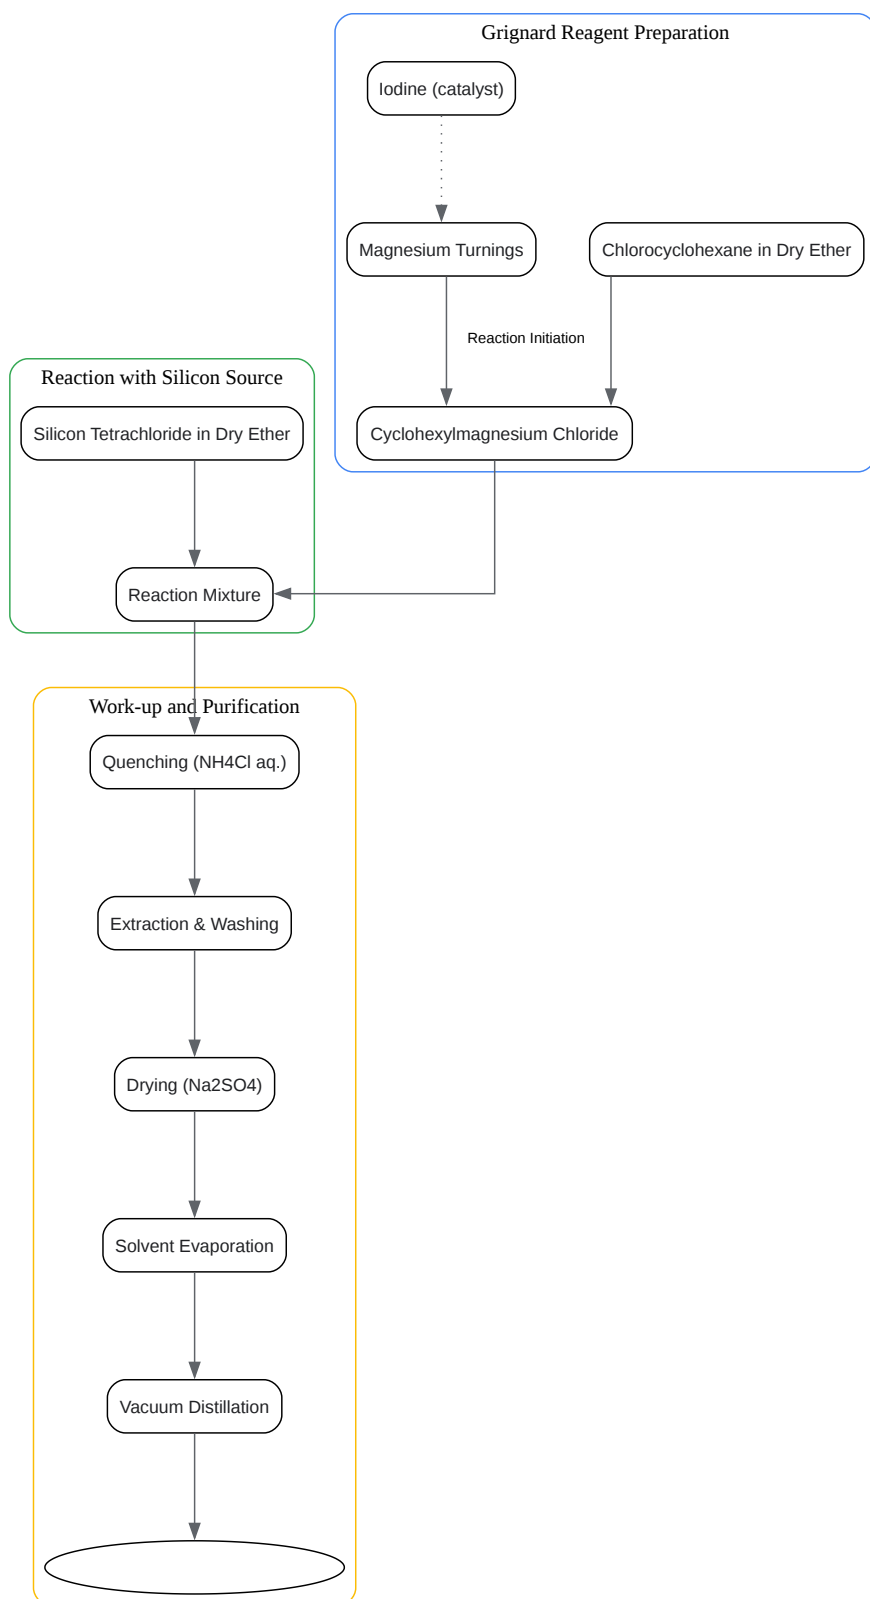 Grignard Reagent Preparation
Iodine (catalyst)
Magnesium Turnings
Chlorocyclohexane in Dry Ether
Reaction Initiation
Cyclohexylmagnesium Chloride
Reaction with Silicon Source
Silicon Tetrachloride in Dry Ether
Reaction Mixture
Work-up and Purification
Quenching (NH4Cl aq.)
Extraction & Washing
Drying (Na2SO4)
Solvent Evaporation
Vacuum Distillation